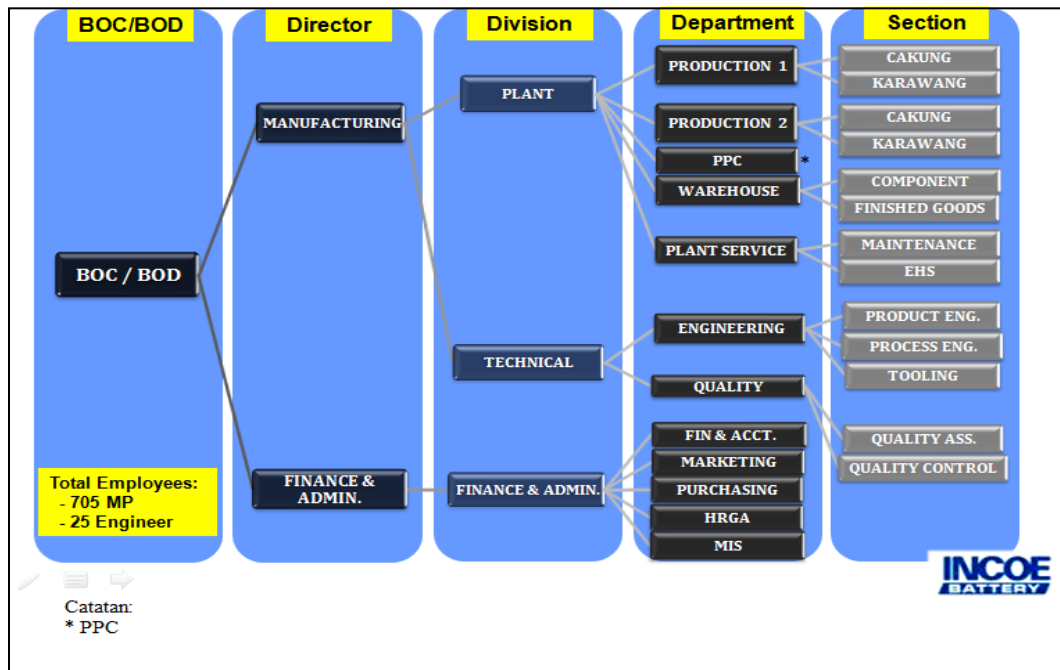 BOC/BOD
Director
Division
Department
Section
BOC / BOD
Total Employees:
- 705 MP
- 25 Engineer
MANUFACTURING
FINANCE &
ADMIN.
PLANT
TECHNICAL
FINANCE & ADMIN.
PRODUCTION 1
PRODUCTION 2
PPC *
WAREHOUSE
PLANT SERVICE
ENGINEERING
QUALITY
FIN & ACCT.
MARKETING
PURCHASING
HRGA
MIS
CAKUNG
KARAWANG
CAKUNG
KARAWANG
COMPONENT
FINISHED GOODS
MAINTENANCE
EHS
PRODUCT ENG.
PROCESS ENG.
TOOLING
QUALITY ASS.
QUALITY CONTROL
INCOE
BATTERY
Catatan:
* PPC